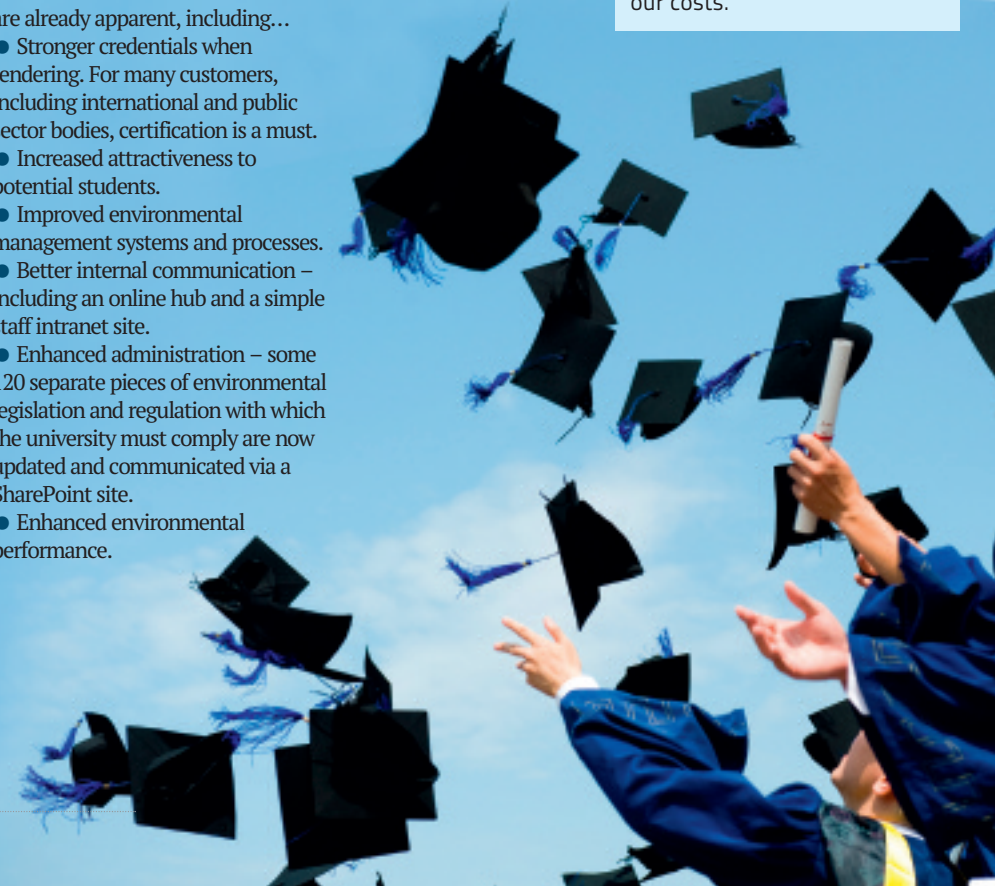 are already apparent, including...
● Stronger credentials when
endering. For many customers,
ncluding international and public
ector bodies, certification is a must.
● Increased attractiveness to
potential students.
● Improved environmental
management systems and processes.
● Better internal communication –
ncluding an online hub and a simple
taff intranet site.
● Enhanced administration – some
20 separate pieces of environmental
egislation and regulation with which
he university must comply are now
updated and communicated via a
SharePoint site.
● Enhanced environmental
performance.
our costs.